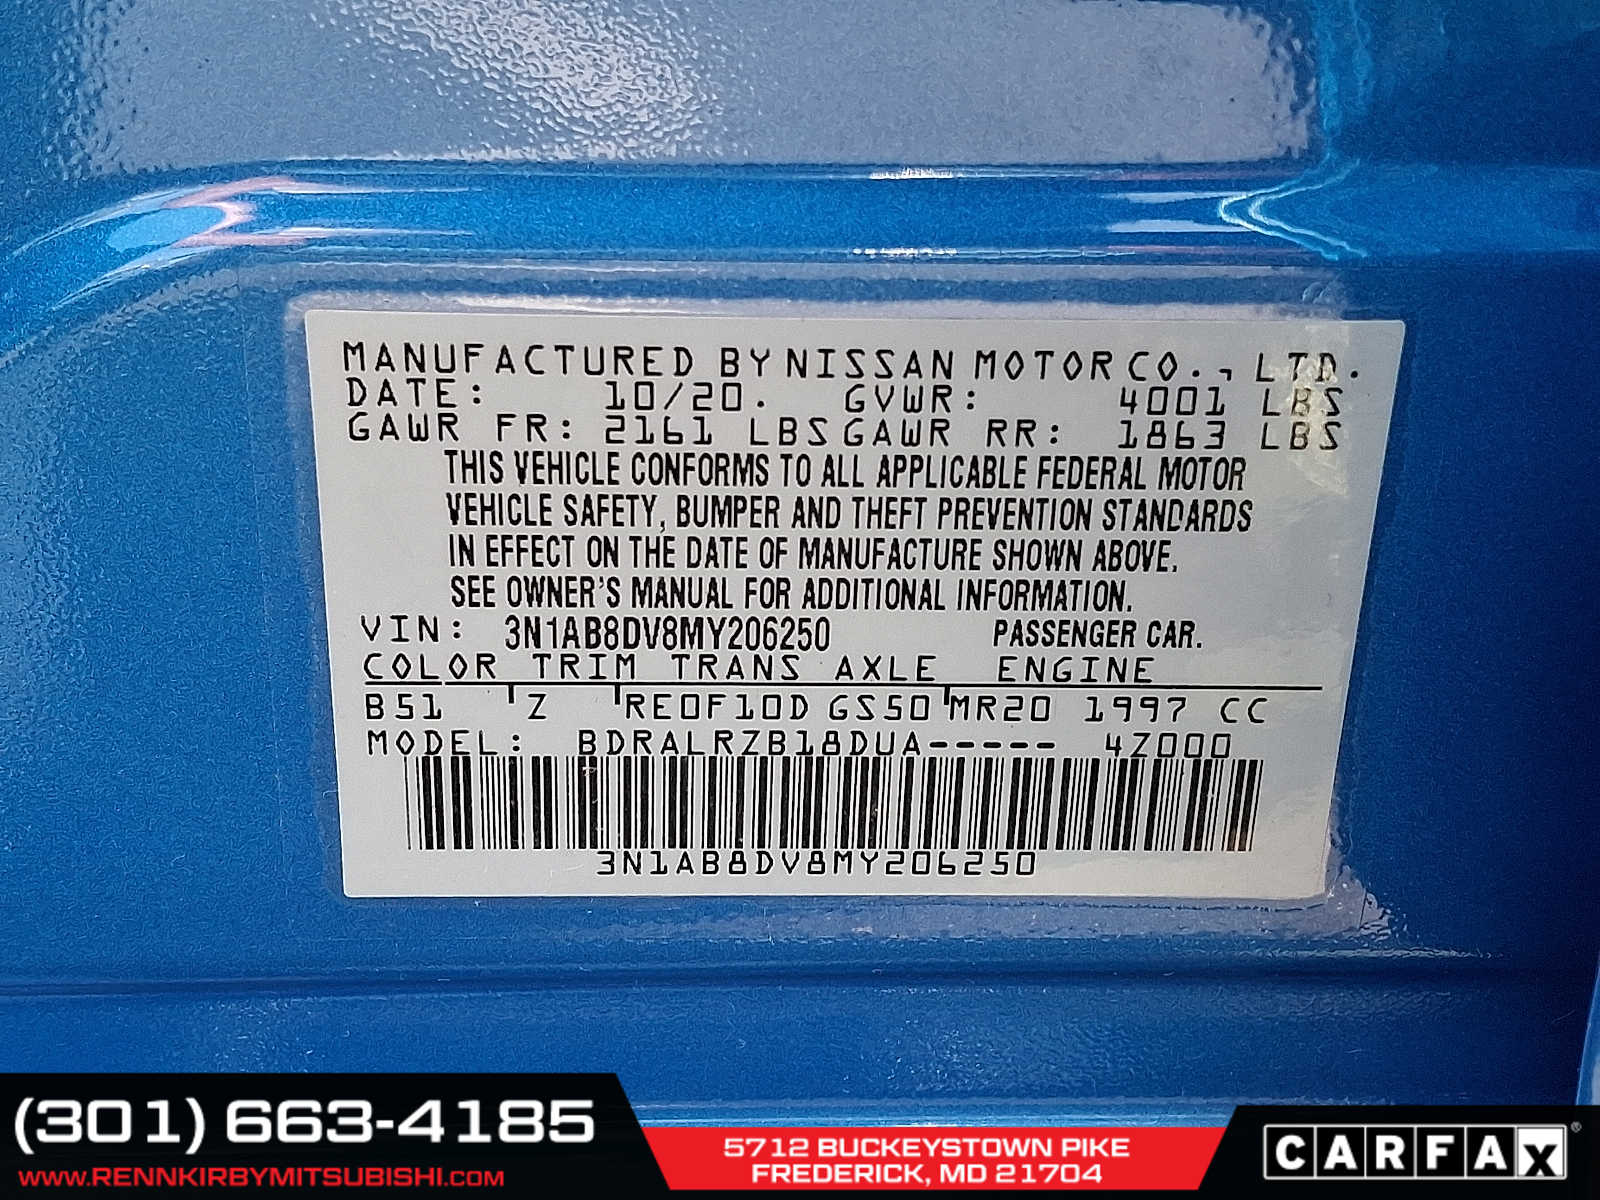 MANUFACTURED BY NISSAN MOTOR CO., LTD.
DATE: 10/20. GVWR: 4001 LBS
GAWR FR: 2161 LBS GAWR RR: 1863 LBS
THIS VEHICLE CONFORMS TO ALL APPLICABLE FEDERAL MOTOR
VEHICLE SAFETY, BUMPER AND THEFT PREVENTION STANDARDS
IN EFFECT ON THE DATE OF MANUFACTURE SHOWN ABOVE.
SEE OWNER'S MANUAL FOR ADDITIONAL INFORMATION.
VIN: 3N1AB8DV8MY206250 PASSENGER CAR.
COLOR TRIM TRANS AXLE ENGINE
B51 Z RE0F10D GS50 MR20 1997 CC
MODEL: BDRALRZB18DUA----- 4Z000
3N1AB8DV8MY206250
(301) 663-4185
WWW.RENNKIRBYMITSUBISHI.COM
5712 BUCKEYSTOWN PIKE
FREDERICK, MD 21704
CARFAX®